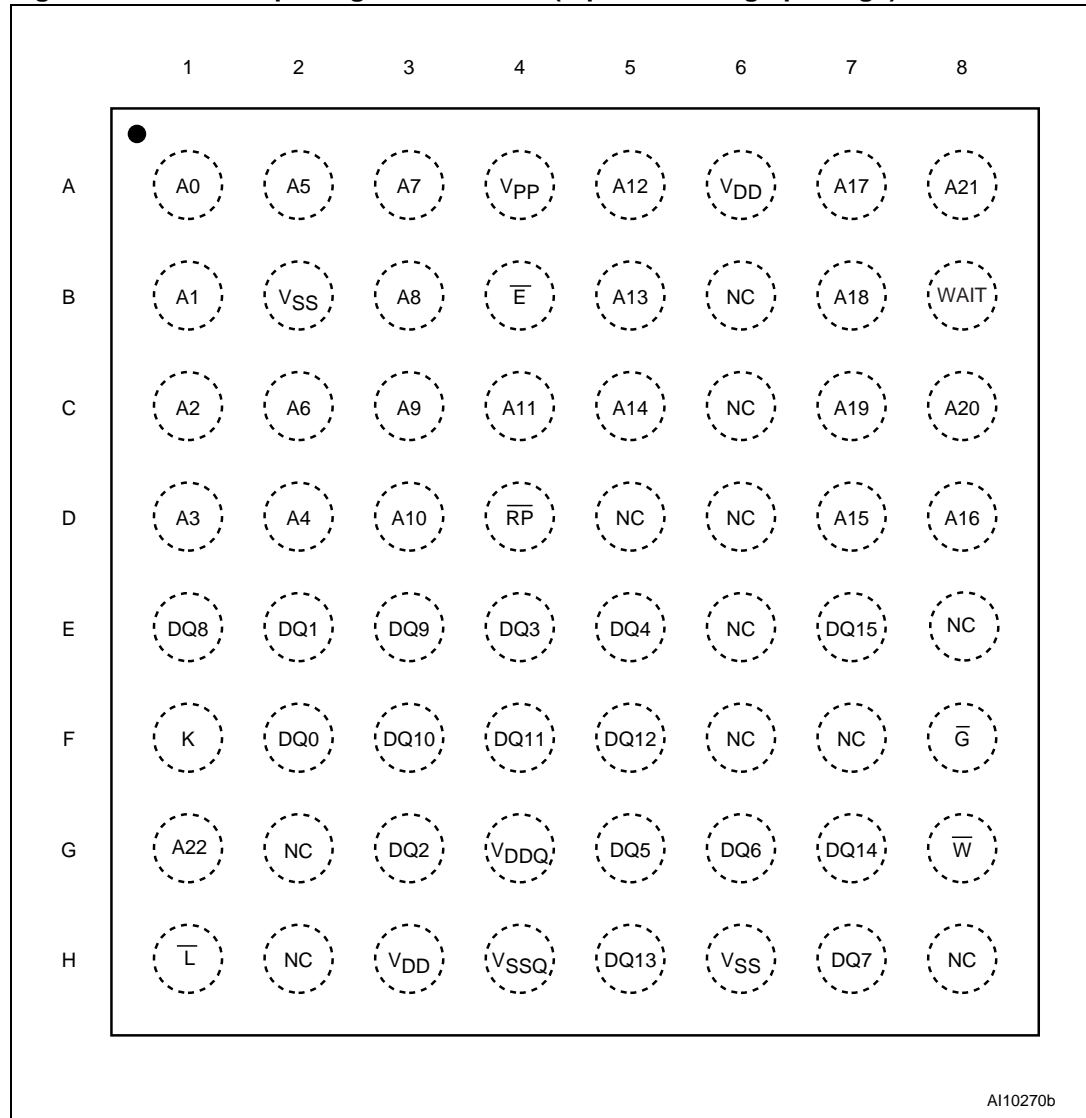 1 2 3 4 5 6 7 8
A A0 A5 A7 VPP A12 VDD A17 A21
B A1 VSS A8 E̅ A13 NC A18 WAIT
C A2 A6 A9 A11 A14 NC A19 A20
D A3 A4 A10 R̅P̅ NC NC A15 A16
E DQ8 DQ1 DQ9 DQ3 DQ4 NC DQ15 NC
F K DQ0 DQ10 DQ11 DQ12 NC NC G̅
G A22 NC DQ2 VDDQ DQ5 DQ6 DQ14 W̅
H L̅ NC VDD VSSQ DQ13 VSS DQ7 NC
AI10270b